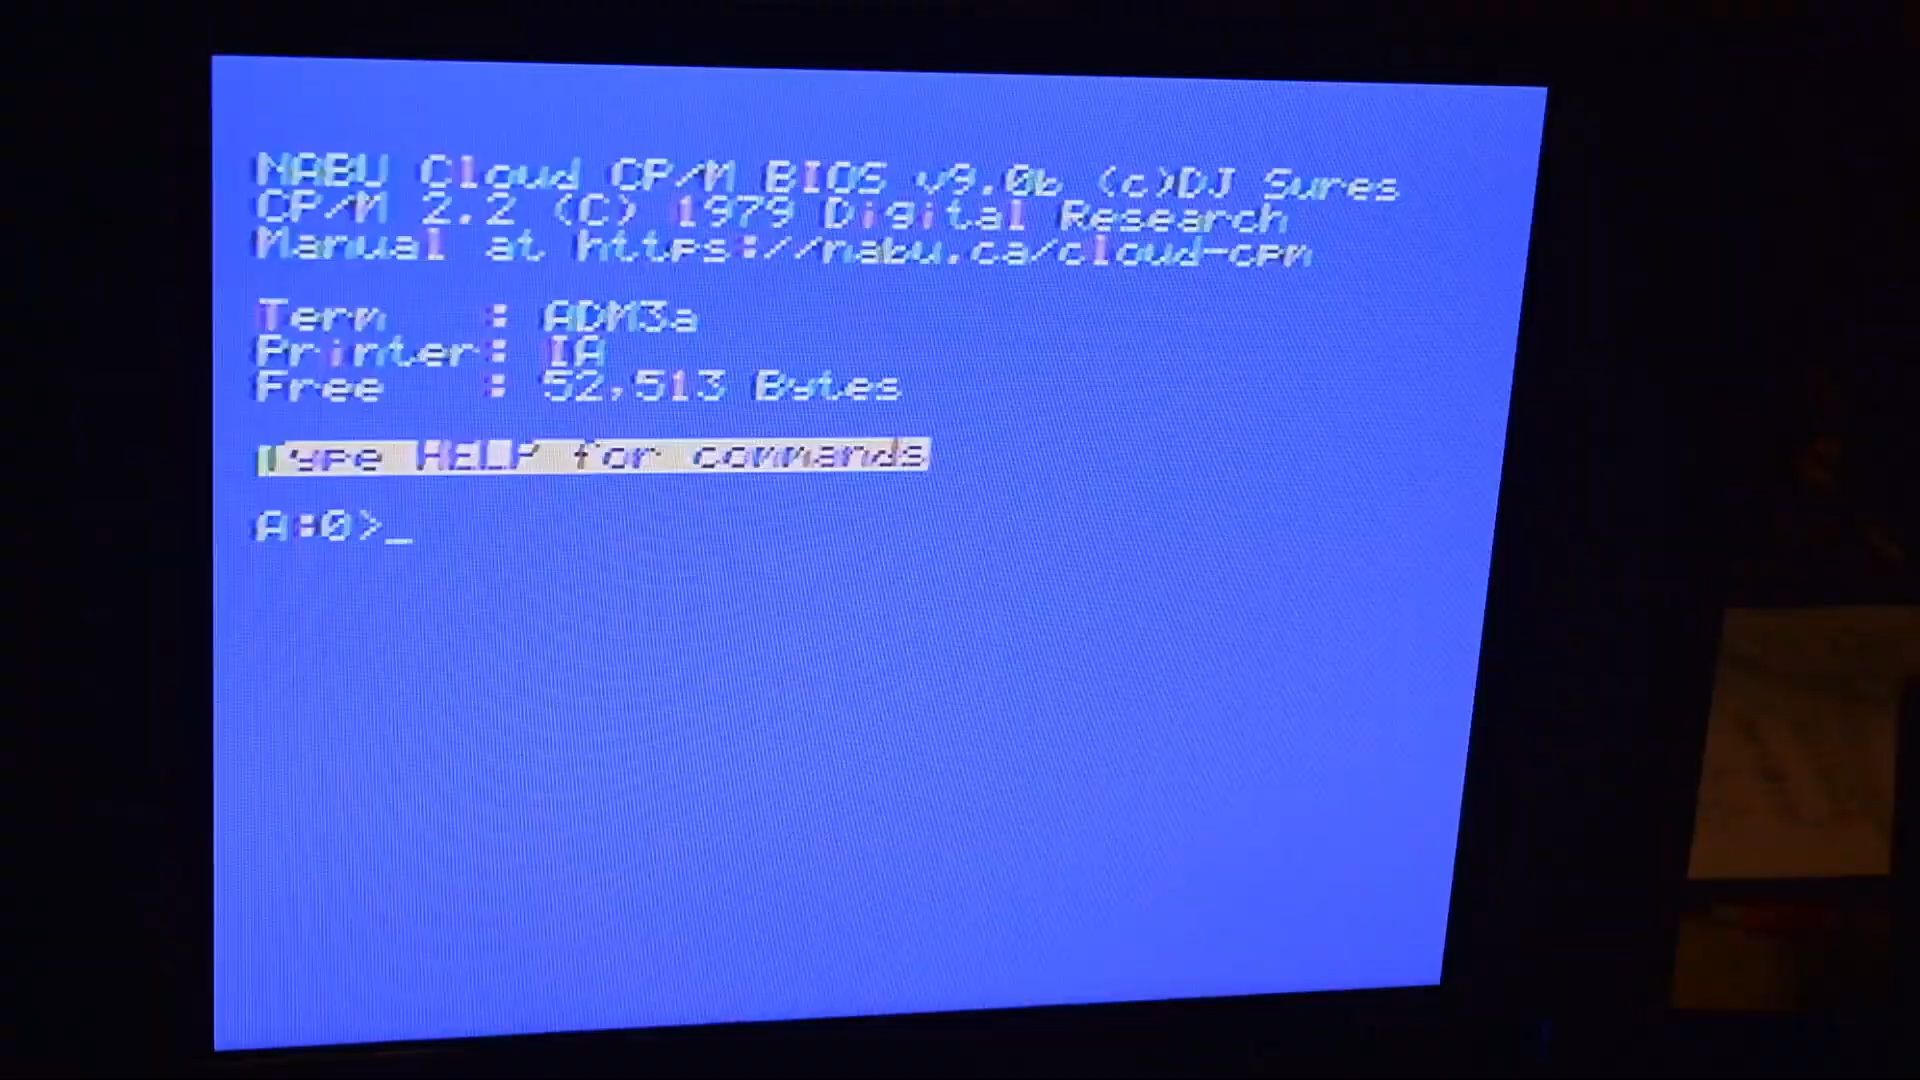 NABU Cloud CP/M BIOS v9.0b (c)DJ Sures
CP/M 2.2 (C) 1979 Digital Research
Manual at https://nabu.ca/cloud-cpm
Term : ADM3a
Printer: IA
Free : 52,513 Bytes
Type HELP for commands
A:0>_